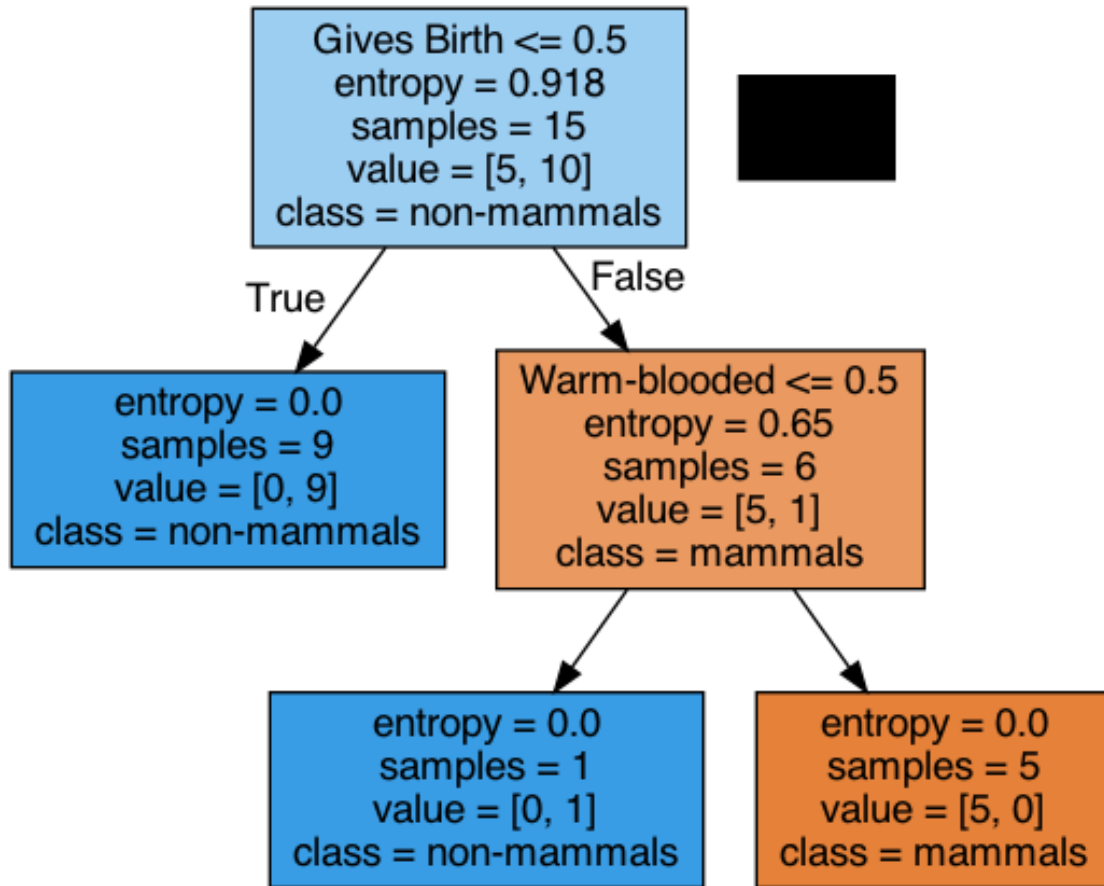 Gives Birth <= 0.5
entropy = 0.918
samples = 15
value = [5, 10]
class = non-mammals
True
False
entropy = 0.0
samples = 9
value = [0, 9]
class = non-mammals
Warm-blooded <= 0.5
entropy = 0.65
samples = 6
value = [5, 1]
class = mammals
entropy = 0.0
samples = 1
value = [0, 1]
class = non-mammals
entropy = 0.0
samples = 5
value = [5, 0]
class = mammals